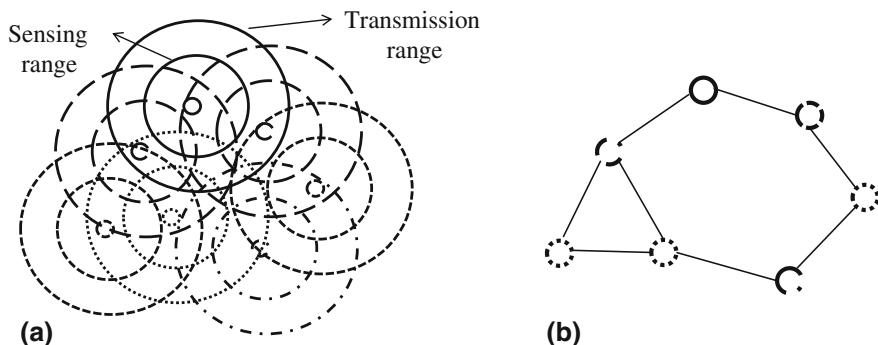 Sensing
range
Transmission
range
(a)
(b)